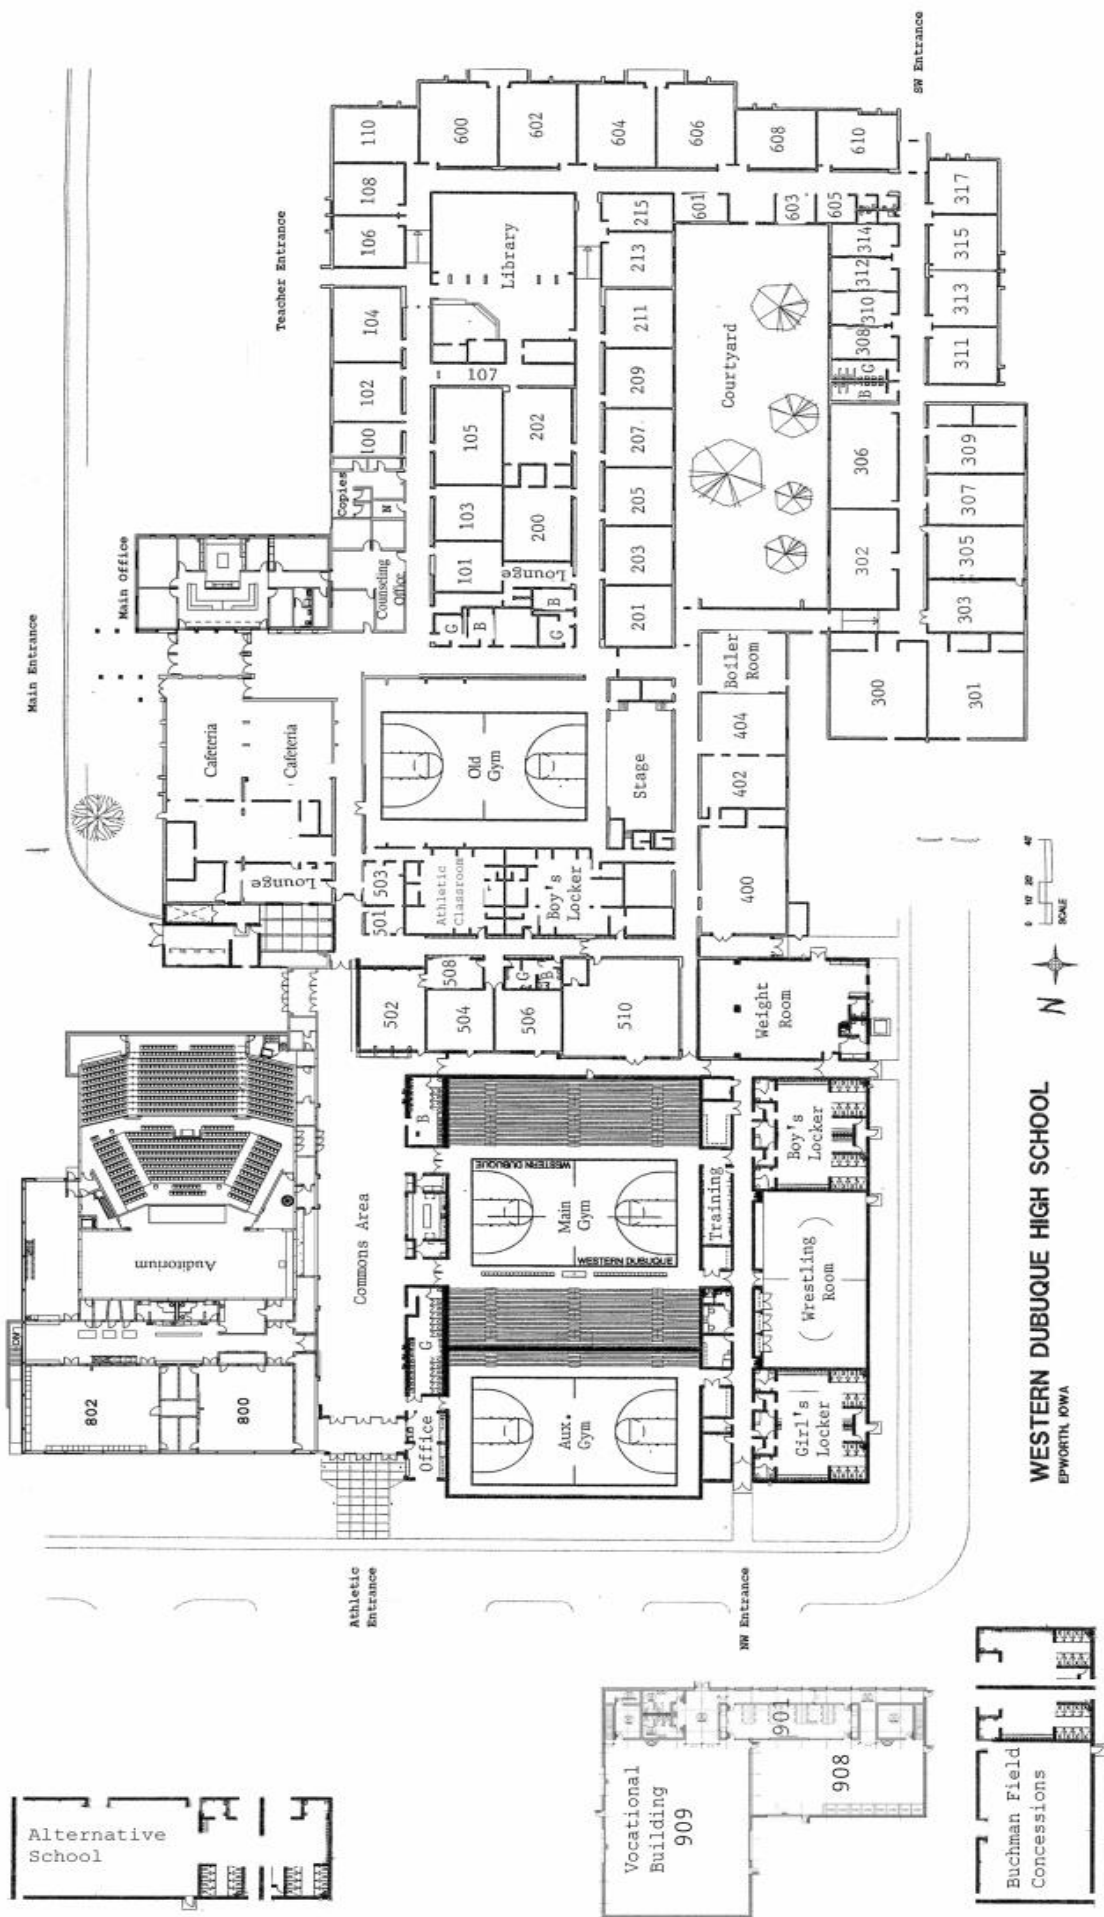 Main Entrance
Main Office
Teacher Entrance
SW Entrance
110
108
106
104
102
100
Copies
N
Counseling
Office
600
602
604
606
608
610
Library
107
105
103
101
202
200
Lounge
G
B
B
G
215
213
211
209
207
205
203
201
601
603
605
Courtyard
314
312
310
308
G
B
306
302
317
315
313
311
309
307
305
303
300
301
Cafeteria
Cafeteria
Lounge
Old
Gym
Stage
Boiler
Room
404
402
400
503
501
Athletic
Classroom
Boy's
Locker
502
508
504
506
G
B
510
Weight
Room
Auditorium
Commons Area
B
G
WESTERN DUBUQUE
Main
Gym
WESTERN DUBUQUE
Training
Boy's
Locker
(Wrestling
Room)
Girl's
Locker
Aux.
Gym
Office
802
800
Athletic
Entrance
NW Entrance
Alternative
School
Vocational
Building
909
901
908
Buchman Field
Concessions
WESTERN DUBUQUE HIGH SCHOOL
EPWORTH, IOWA
N
0 10' 20' 40'
SCALE